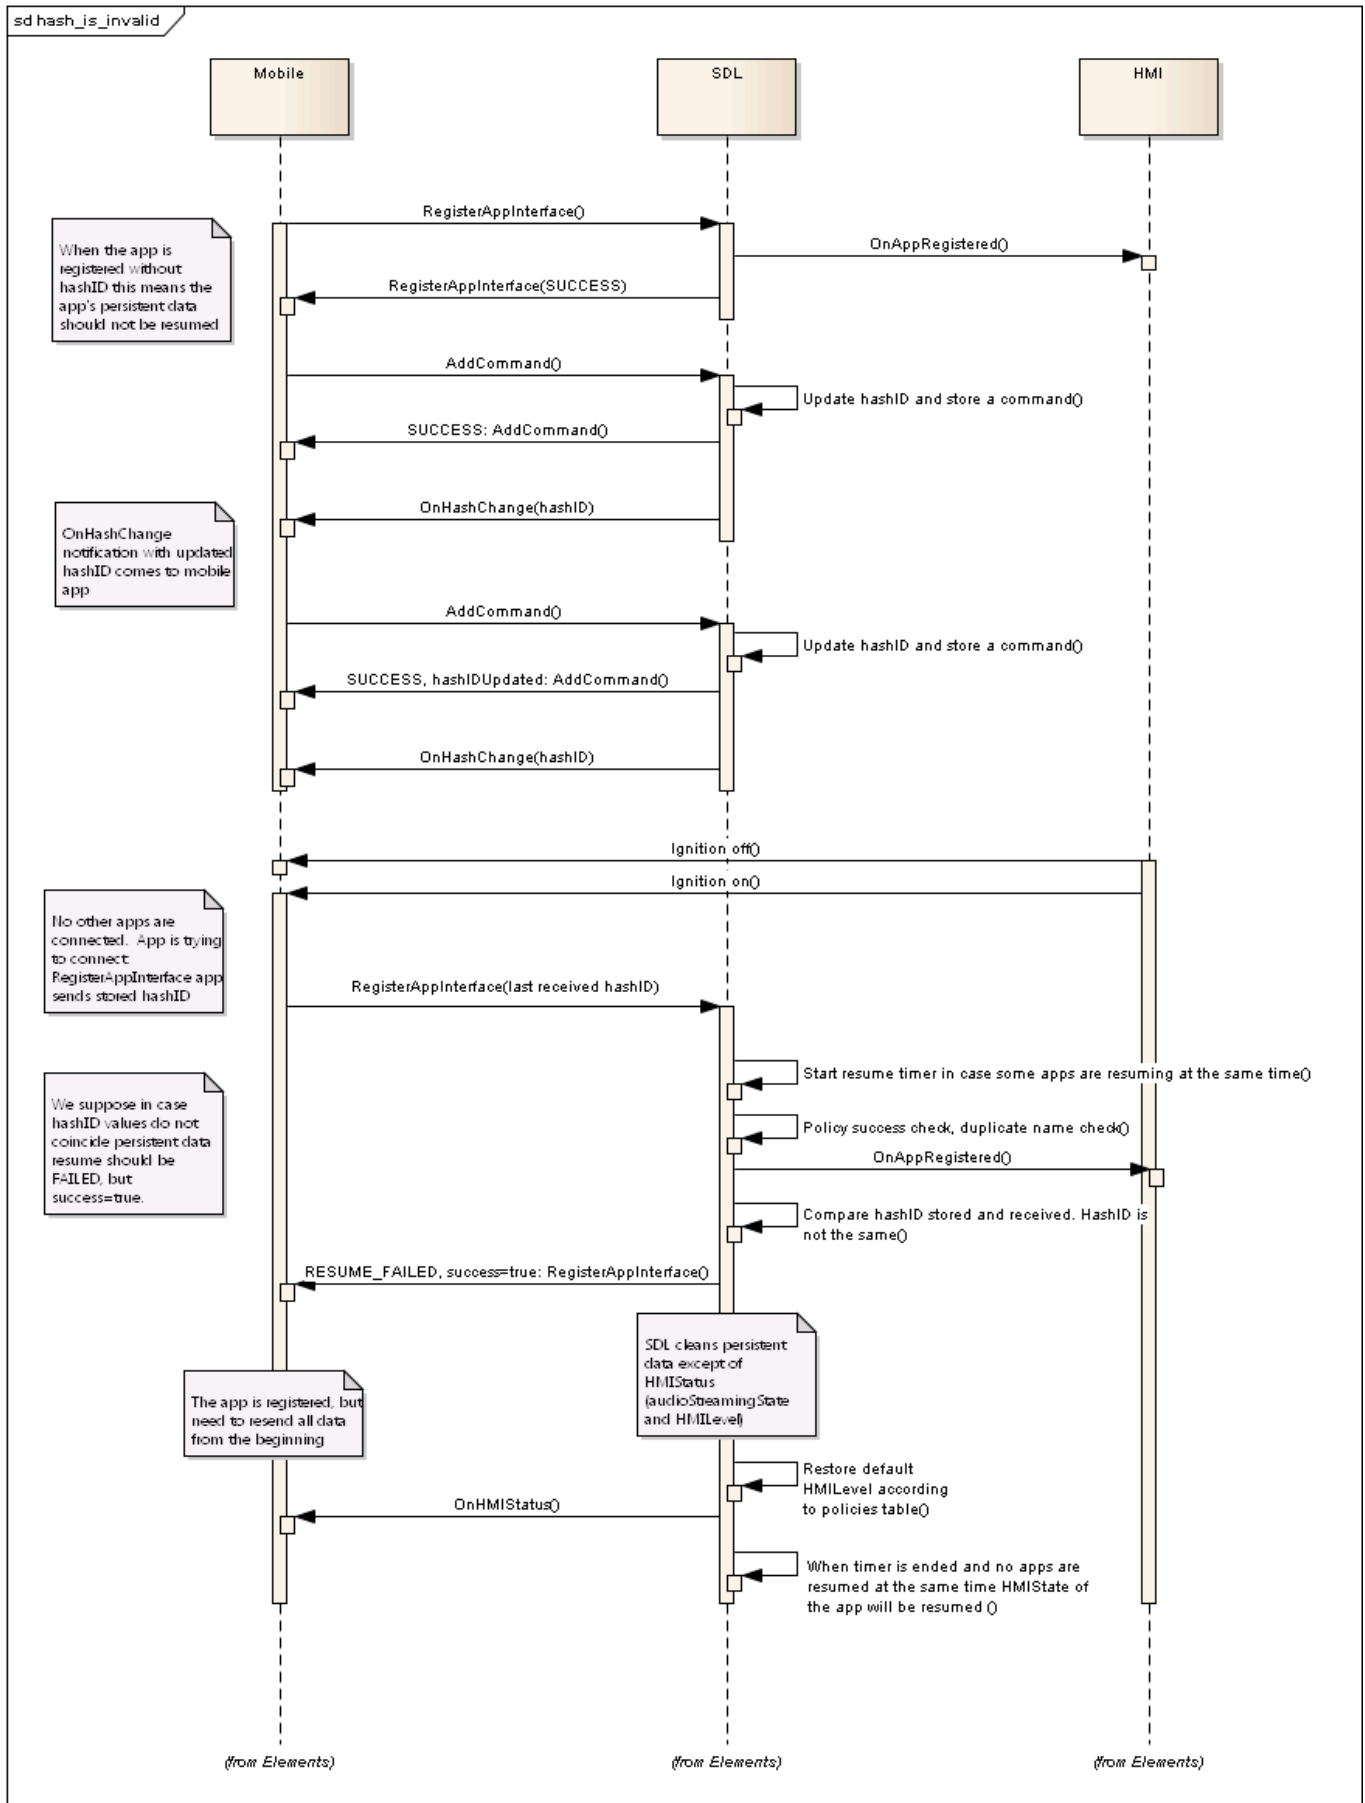 sd hash_is_invalid
Mobile
SDL
HMI
RegisterAppInterface()
OnAppRegistered()
When the app is
registered without
hashID this means the
app's persistent data
should not be resumed
RegisterAppInterface(SUCCESS)
AddCommand()
Update hashID and store a command()
SUCCESS: AddCommand()
OnHashChange(hashID)
OnHashChange
notification with updated
hashID comes to mobile
app
AddCommand()
Update hashID and store a command()
SUCCESS, hashIDUpdated: AddCommand()
OnHashChange(hashID)
Ignition off()
Ignition on()
No other apps are
connected. App is trying
to connect:
RegisterAppInterface app
sends stored hashID
RegisterAppInterface(last received hashID)
Start resume timer in case some apps are resuming at the same time()
We suppose in case
hashID values do not
coincide persistent data
resume should be
FAILED, but
success=true.
Policy success check, duplicate name check()
OnAppRegistered()
Compare hashID stored and received. HashID is
not the same()
RESUME_FAILED, success=true: RegisterAppInterface()
SDL cleans persistent
data except of
HMIStatus
(audioStreamingState
and HMILevel)
The app is registered, but
need to resend all data
from the beginning
Restore default
HMILevel according
to policies table()
OnHMIStatus()
When timer is ended and no apps are
resumed at the same time HMIState of
the app will be resumed ()
(from Elements)
(from Elements)
(from Elements)